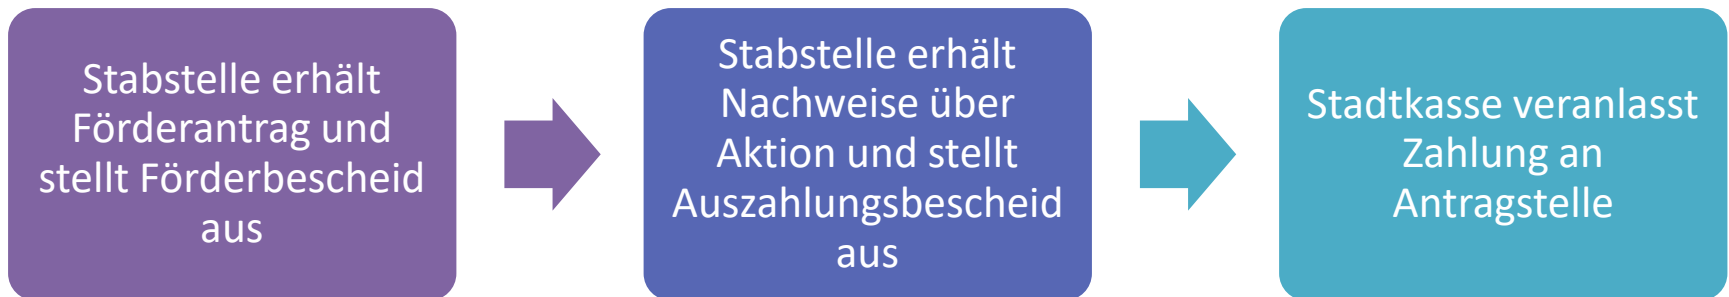 Stabstelle erhält
Förderantrag und
stellt Förderbescheid
aus
Stabstelle erhält
Nachweise über
Aktion und stellt
Auszahlungsbescheid
aus
Stadtkasse veranlasst
Zahlung an
Antragstelle